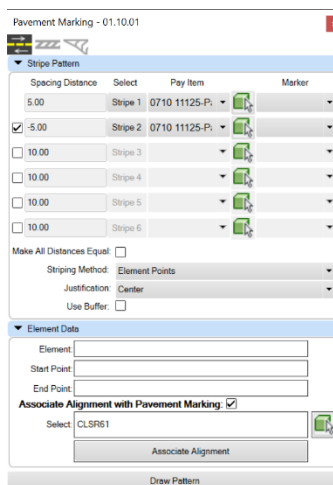 Pavement Marking - 01.10.01
Stripe Pattern
Spacing Distance Select Pay Item Marker
5.00 Stripe 1 0710 11125-P
-5.00 Stripe 2 0710 11125-P
10.00 Stripe 3
10.00 Stripe 4
10.00 Stripe 5
10.00 Stripe 6
Make All Distances Equal:
Striping Method: Element Points
Justification: Center
Use Buffer:
Element Data
Element:
Start Point:
End Point:
Associate Alignment with Pavement Marking:
Select: CLSR61
Associate Alignment
Draw Pattern